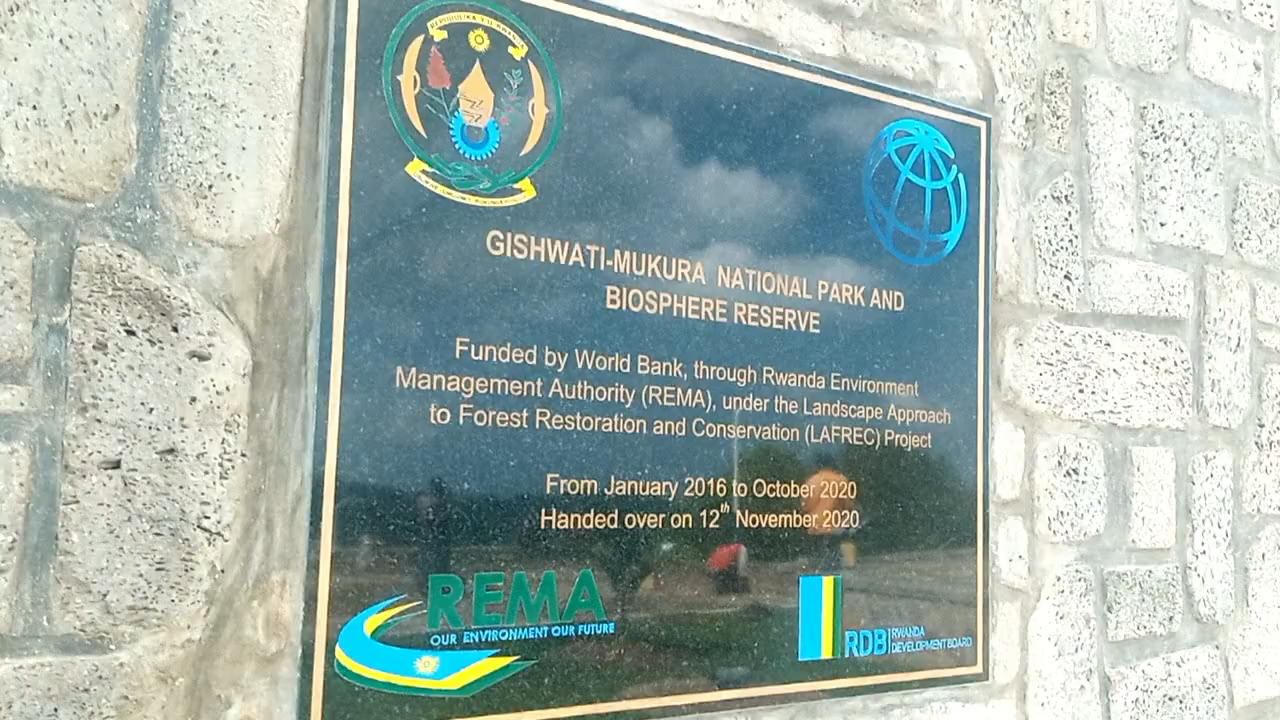 REPUBULIKA Y'U RWANDA
GISHWATI-MUKURA NATIONAL PARK AND
BIOSPHERE RESERVE
Funded by World Bank, through Rwanda Environment
Management Authority (REMA), under the Landscape Approach
to Forest Restoration and Conservation (LAFREC) Project
From January 2016 to October 2020
Handed over on 12th November 2020
REMA
OUR ENVIRONMENT OUR FUTURE
RDB
RWANDA
DEVELOPMENT BOARD